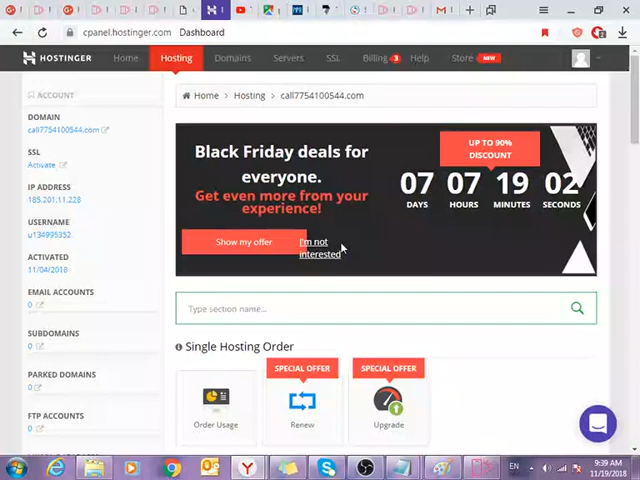 cpanel.hostinger.com Dashboard
HOSTINGER
Home
Hosting
Domains
Servers
SSL
Billing 3
Help
Store NEW
ACCOUNT
DOMAIN
call7754100544.com
SSL
Activate
IP ADDRESS
185.201.11.228
USERNAME
u134995352
ACTIVATED
11/04/2018
EMAIL ACCOUNTS
0
SUBDOMAINS
0
PARKED DOMAINS
0
FTP ACCOUNTS
0
Home > Hosting > call7754100544.com
Black Friday deals for
everyone.
Get even more from your
experience!
Show my offer
I'm not
interested
UP TO 90%
DISCOUNT
07 07 19 02
DAYS HOURS MINUTES SECONDS
Type section name...
Single Hosting Order
SPECIAL OFFER
SPECIAL OFFER
Order Usage
Renew
Upgrade
EN
9:39 AM
11/19/2018